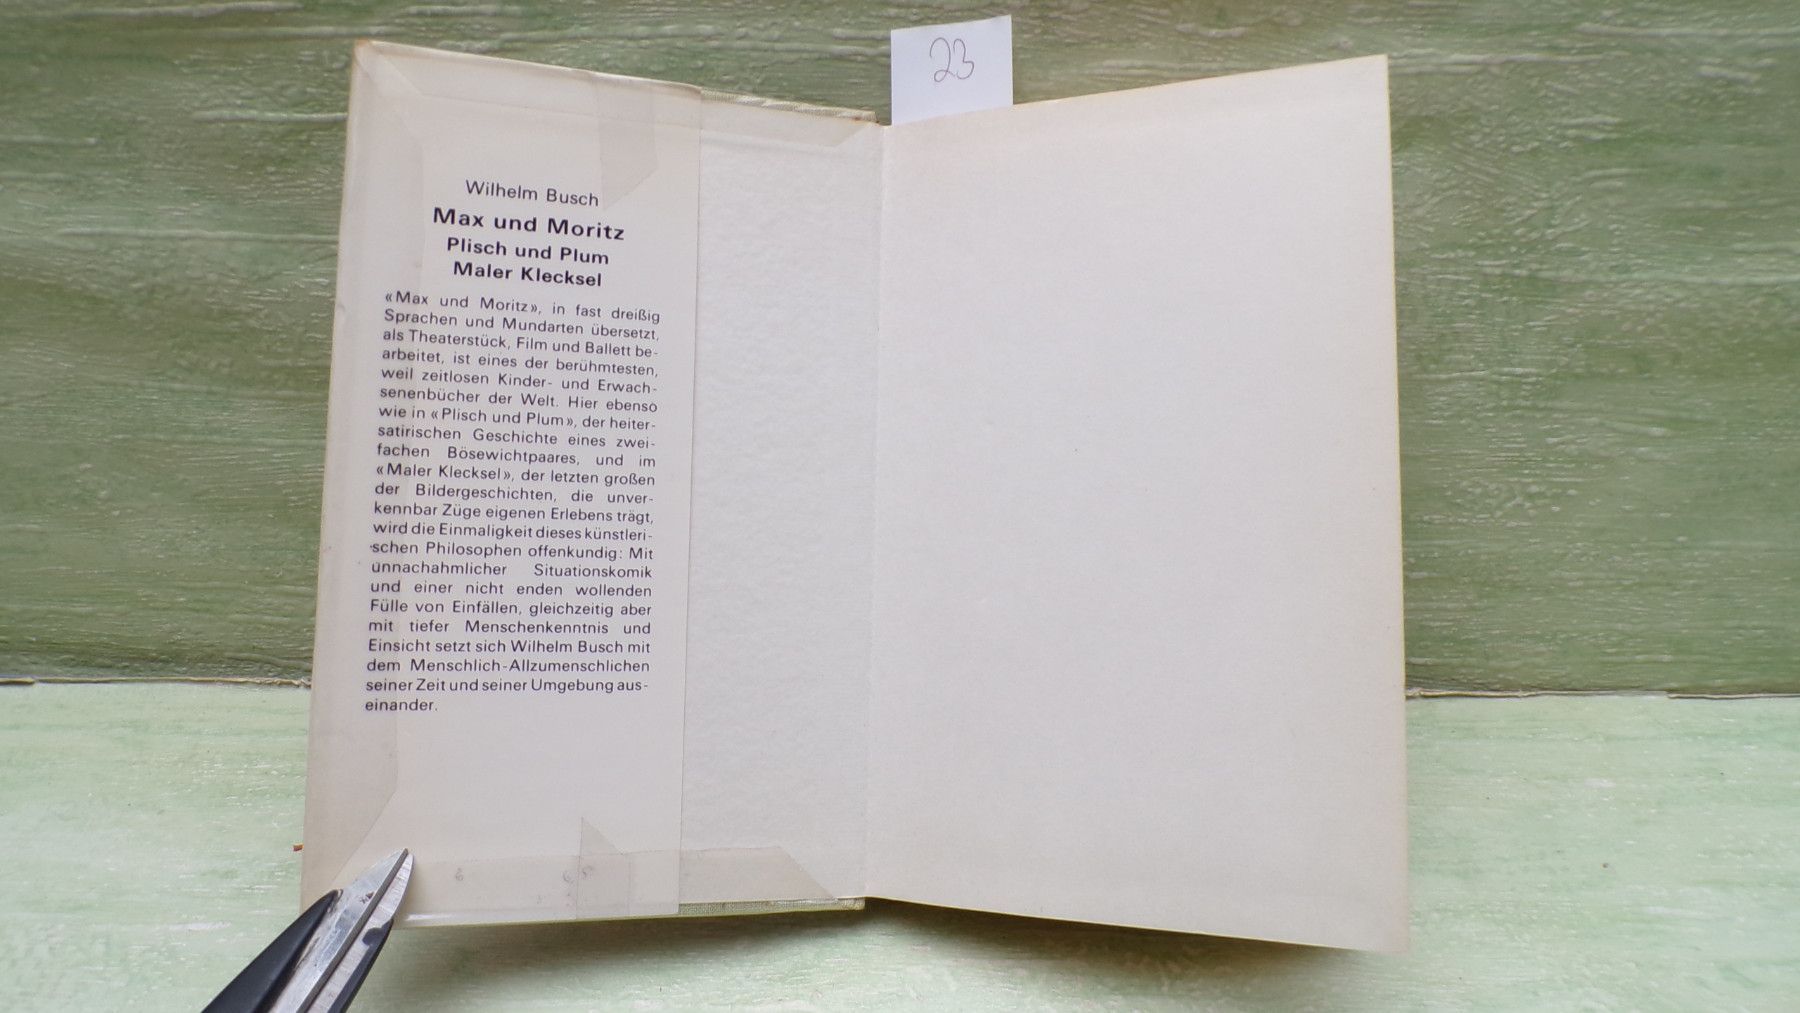 23
Wilhelm Busch
Max und Moritz
Plisch und Plum
Maler Klecksel
«Max und Moritz», in fast dreißig
Sprachen und Mundarten übersetzt,
als Theaterstück, Film und Ballett be-
arbeitet, ist eines der berühmtesten,
weil zeitlosen Kinder- und Erwach-
senenbücher der Welt. Hier ebenso
wie in «Plisch und Plum», der heiter-
satirischen Geschichte eines zwei-
fachen Bösewichtpaares, und im
«Maler Klecksel», der letzten großen
der Bildergeschichten, die unver-
kennbar Züge eigenen Erlebens trägt,
wird die Einmaligkeit dieses künstleri-
schen Philosophen offenkundig: Mit
unnachahmlicher Situationskomik
und einer nicht enden wollenden
Fülle von Einfällen, gleichzeitig aber
mit tiefer Menschenkenntnis und
Einsicht setzt sich Wilhelm Busch mit
dem Menschlich-Allzumenschlichen
seiner Zeit und seiner Umgebung aus-
einander.